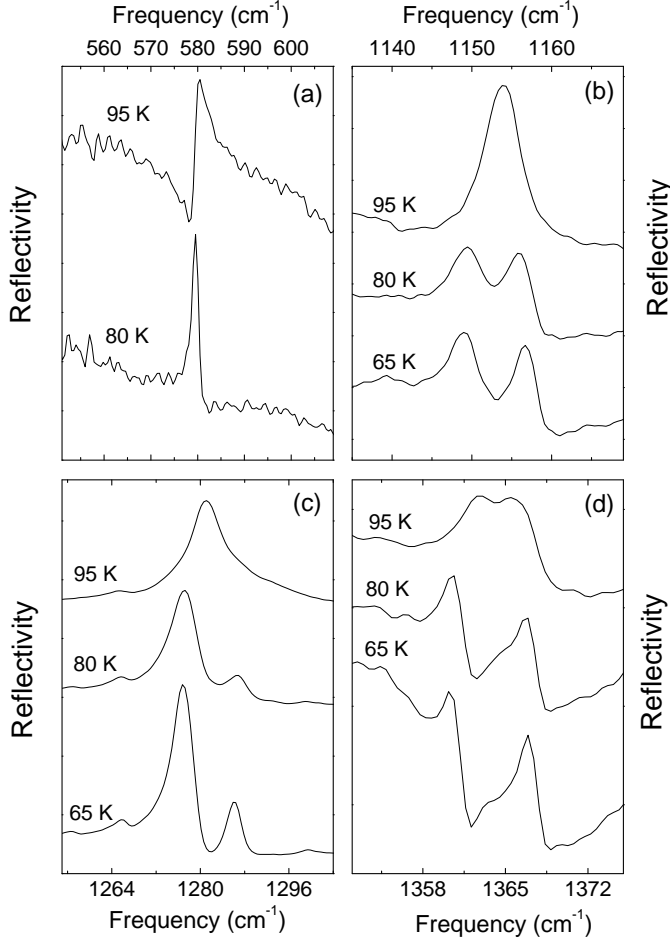 Frequency (cm-1) Frequency (cm-1)
560 570 580 590 600 1140 1150 1160
(a) (b)
95 K
80 K
95 K
80 K
65 K
Reflectivity Reflectivity
(c) (d)
95 K
80 K
65 K
95 K
80 K
65 K
Reflectivity Reflectivity
1264 1280 1296 1358 1365 1372
Frequency (cm-1) Frequency (cm-1)